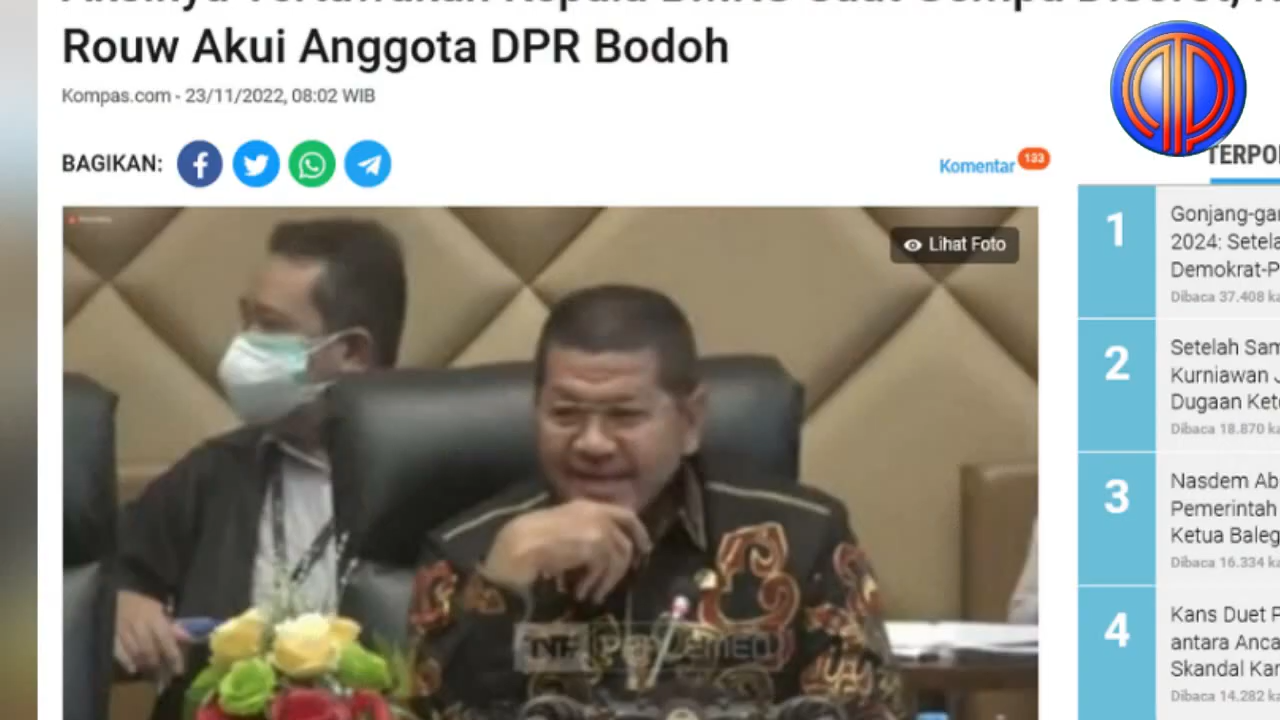 Rouw Akui Anggota DPR Bodoh
Kompas.com - 23/11/2022, 08:02 WIB
BAGIKAN:
Komentar 133
Lihat Foto
1
Gonjang-ga
2024: Setela
Demokrat-P
Dibaca 37.408 ka
2
Setelah Sam
Kurniawan J
Dugaan Kete
Dibaca 18.870 ka
3
Nasdem Ab
Pemerintah
Ketua Baleg
Dibaca 16.334 ka
4
Kans Duet P
antara Anca
Skandal Kar
Dibaca 14.282 ka